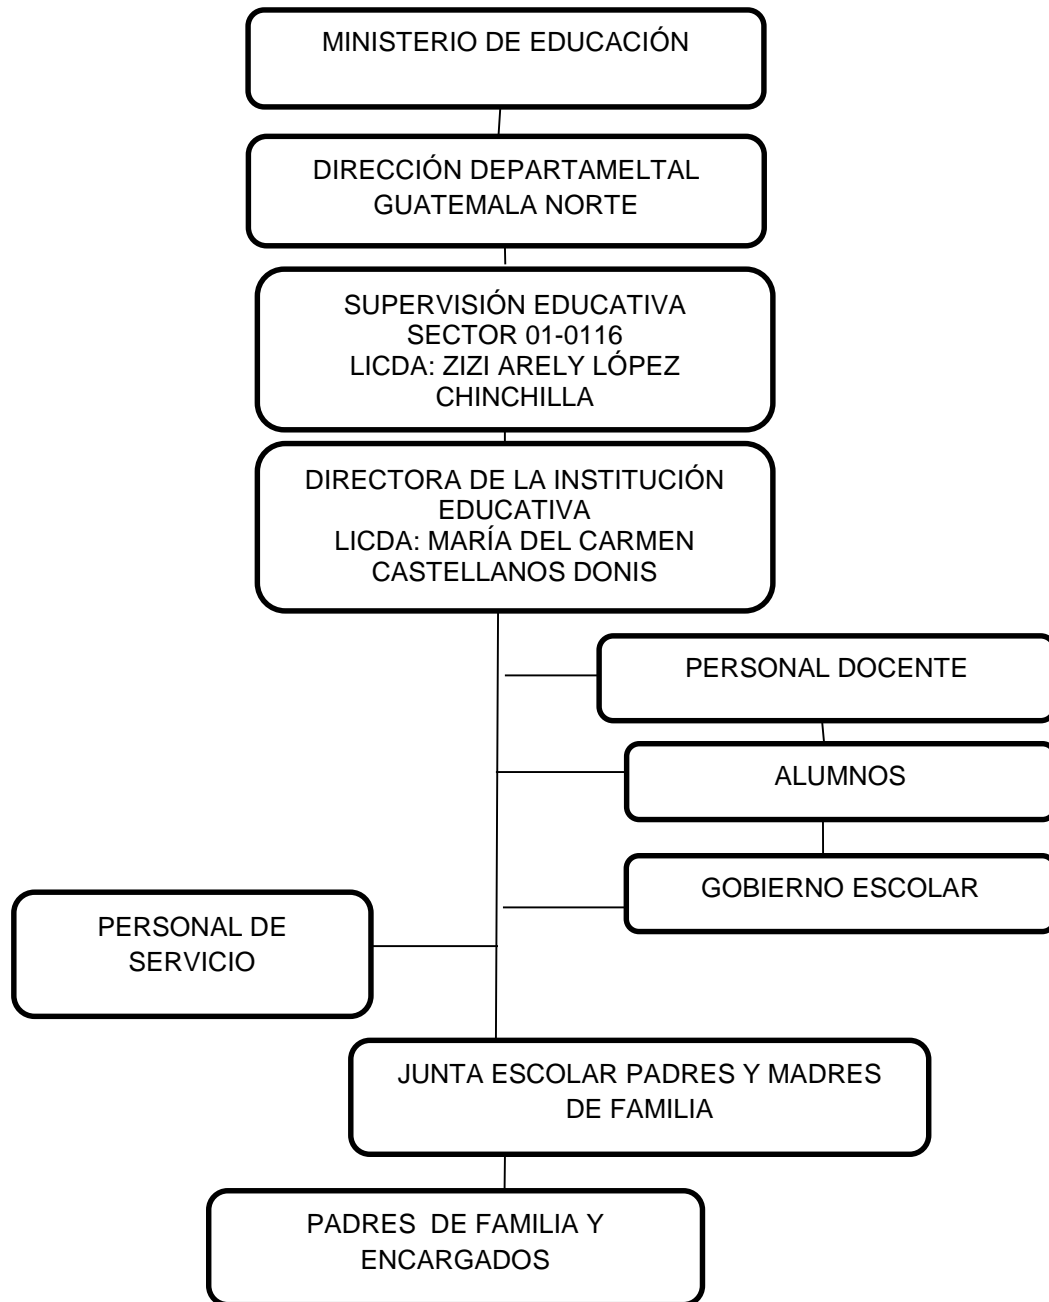 MINISTERIO DE EDUCACIÓN
DIRECCIÓN DEPARTAMELTAL
GUATEMALA NORTE
SUPERVISIÓN EDUCATIVA
SECTOR 01-0116
LICDA: ZIZI ARELY LÓPEZ
CHINCHILLA
DIRECTORA DE LA INSTITUCIÓN
EDUCATIVA
LICDA: MARÍA DEL CARMEN
CASTELLANOS DONIS
PERSONAL DOCENTE
ALUMNOS
GOBIERNO ESCOLAR
PERSONAL DE
SERVICIO
JUNTA ESCOLAR PADRES Y MADRES
DE FAMILIA
PADRES  DE FAMILIA Y
ENCARGADOS